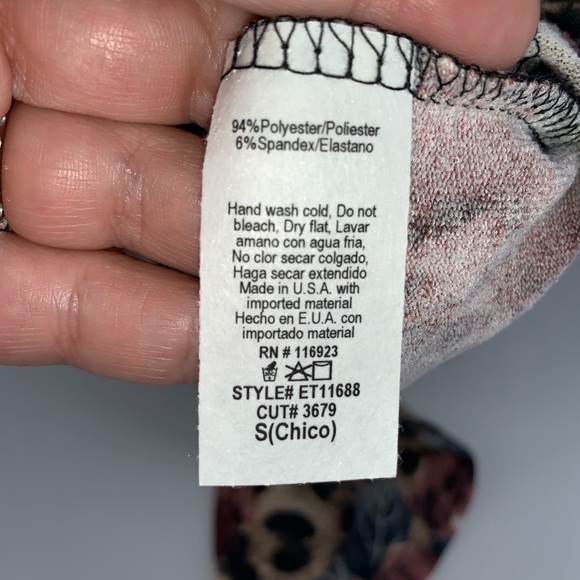 94%Polyester/Poliester
6%Spandex/Elastano
Hand wash cold, Do not
bleach, Dry flat, Lavar
amano con agua fria,
No clor secar colgado,
Haga secar extendido
Made in U.S.A. with
imported material
Hecho en E.U.A. con
importado material
RN # 116923
STYLE# ET11688
CUT# 3679
S(Chico)